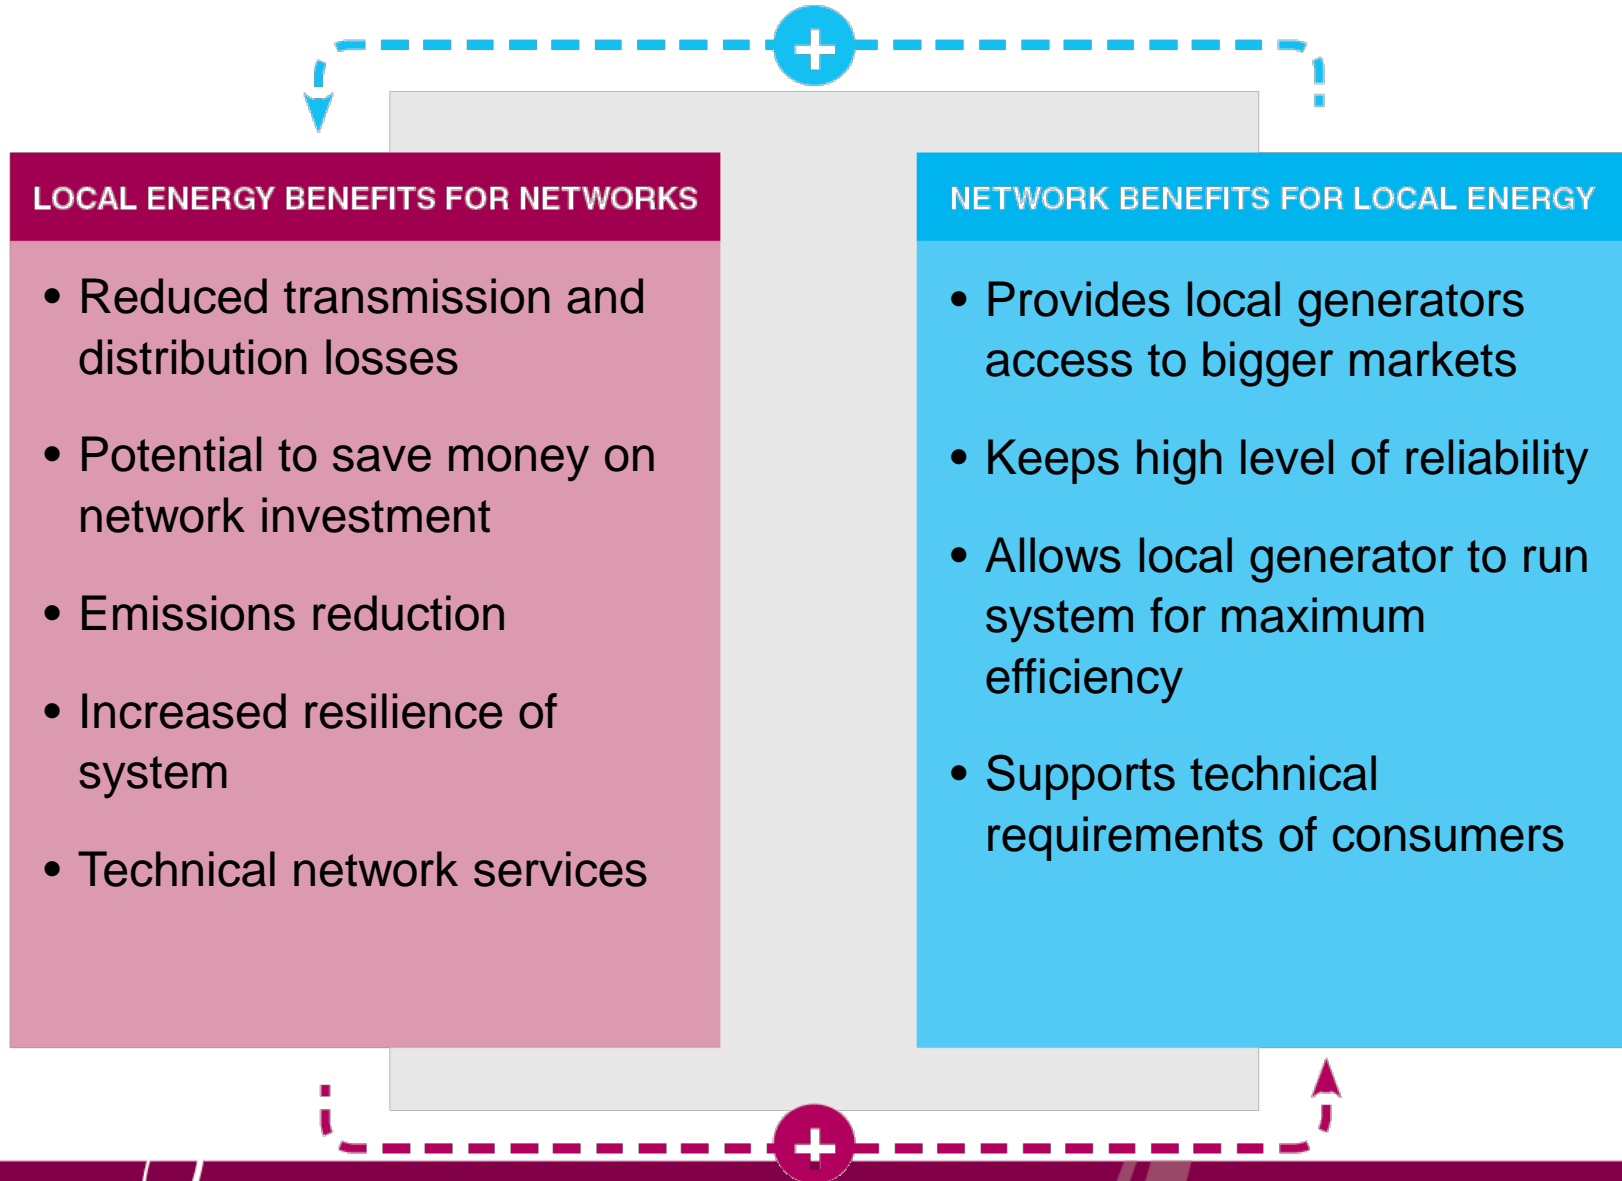 LOCAL ENERGY BENEFITS FOR NETWORKS
• Reduced transmission and
distribution losses
• Potential to save money on
network investment
• Emissions reduction
• Increased resilience of
system
• Technical network services
NETWORK BENEFITS FOR LOCAL ENERGY
• Provides local generators
access to bigger markets
• Keeps high level of reliability
• Allows local generator to run
system for maximum
efficiency
• Supports technical
requirements of consumers